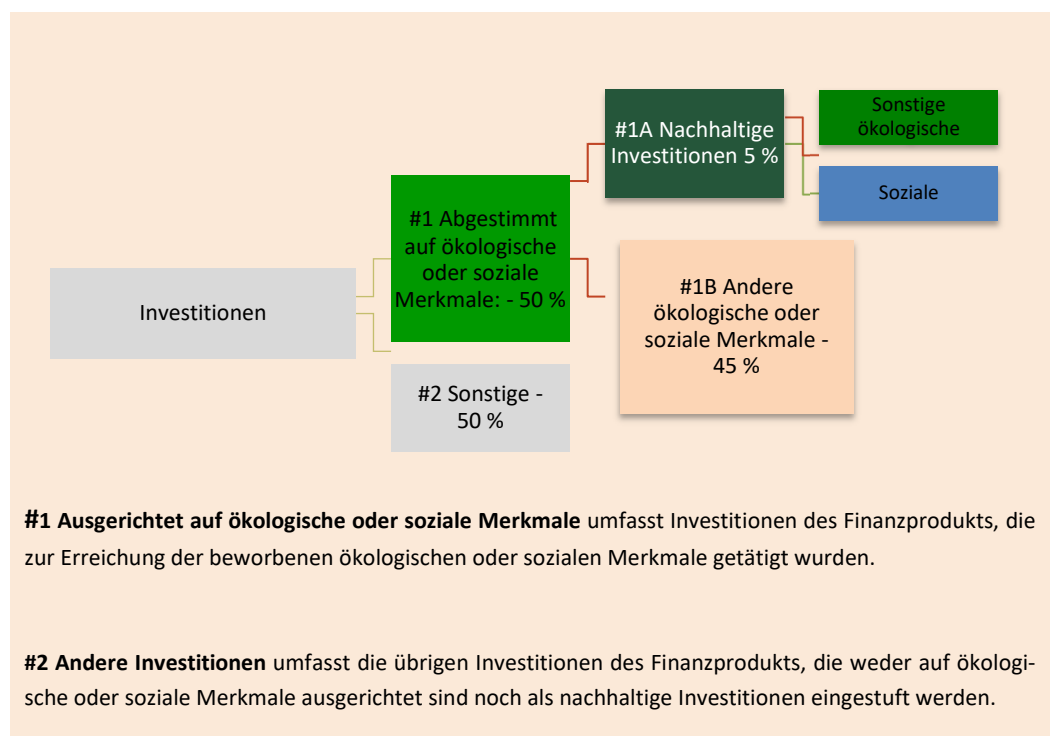 Investitionen
#1 Abgestimmt
auf ökologische
oder soziale
Merkmale: - 50 %
#2 Sonstige -
50 %
#1A Nachhaltige
Investitionen 5 %
#1B Andere
ökologische oder
soziale Merkmale -
45 %
Sonstige
ökologische
Soziale
#1 Ausgerichtet auf ökologische oder soziale Merkmale umfasst Investitionen des Finanzprodukts, die
zur Erreichung der beworbenen ökologischen oder sozialen Merkmale getätigt wurden.
#2 Andere Investitionen umfasst die übrigen Investitionen des Finanzprodukts, die weder auf ökologi-
sche oder soziale Merkmale ausgerichtet sind noch als nachhaltige Investitionen eingestuft werden.